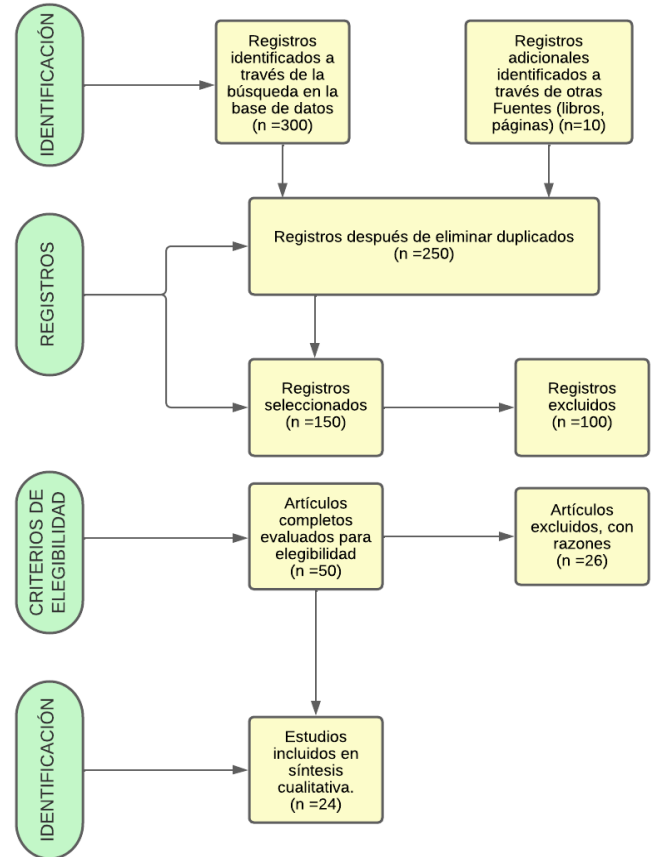 IDENTIFICACIÓN
Registros
identificados a
través de la
búsqueda en la
base de datos
(n =300)
Registros
adicionales
identificados a
través de otras
Fuentes (libros,
páginas) (n=10)
REGISTROS
Registros después de eliminar duplicados
(n =250)
Registros
seleccionados
(n =150)
Registros
excluidos
(n =100)
CRITERIOS DE
ELEGIBILIDAD
Artículos
completos
evaluados para
elegibilidad
(n =50)
Artículos
excluidos, con
razones
(n =26)
IDENTIFICACIÓN
Estudios
incluidos en
síntesis
cualitativa.
(n =24)